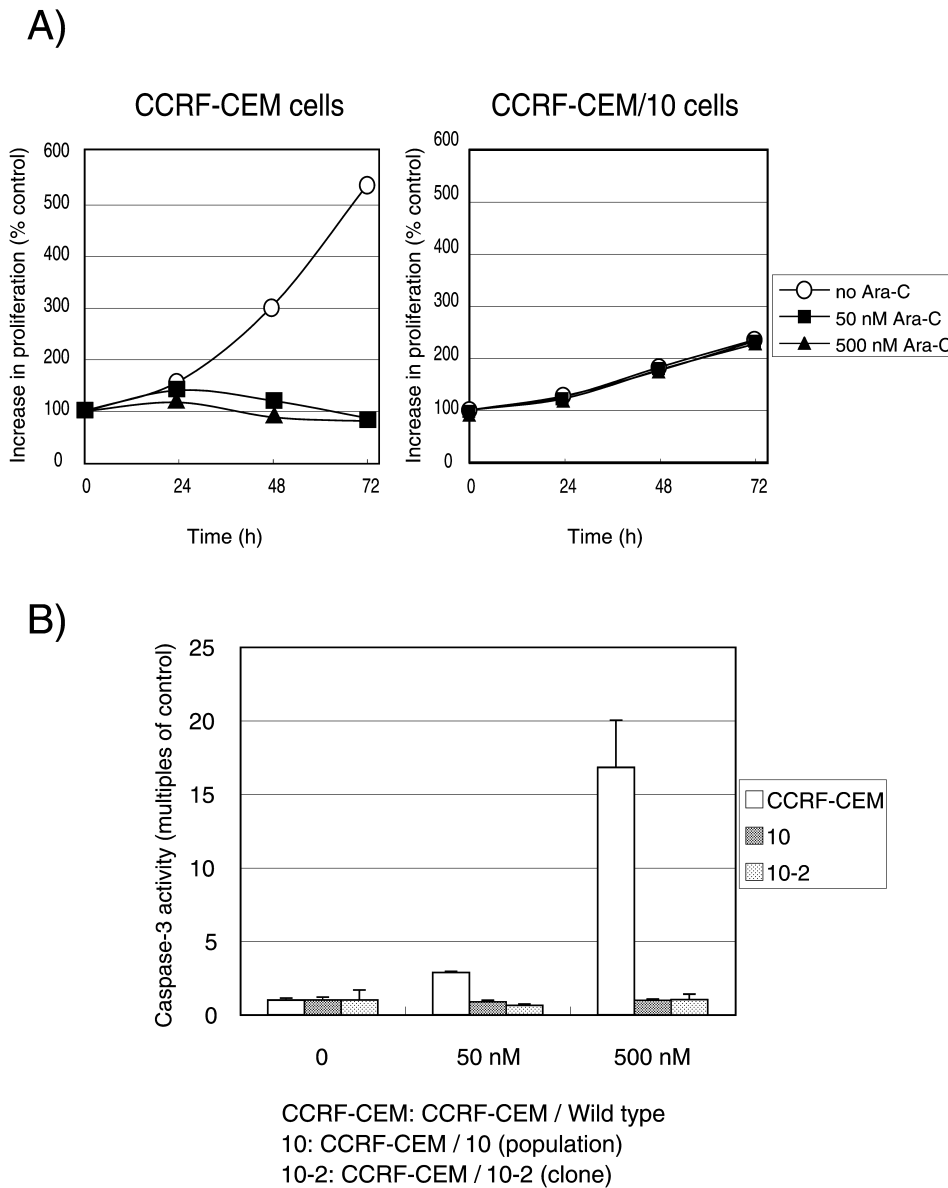 A)
CCRF-CEM cells
Increase in proliferation (% control)
600
500
400
300
200
100
0
0 24 48 72
Time (h)
CCRF-CEM/10 cells
Increase in proliferation (% control)
600
500
400
300
200
100
0
0 24 48 72
Time (h)
no Ara-C
50 nM Ara-C
500 nM Ara-C
B)
Caspase-3 activity (multiples of control)
25
20
15
10
5
0
0 50 nM 500 nM
CCRF-CEM
10
10-2
CCRF-CEM: CCRF-CEM / Wild type
10: CCRF-CEM / 10 (population)
10-2: CCRF-CEM / 10-2 (clone)